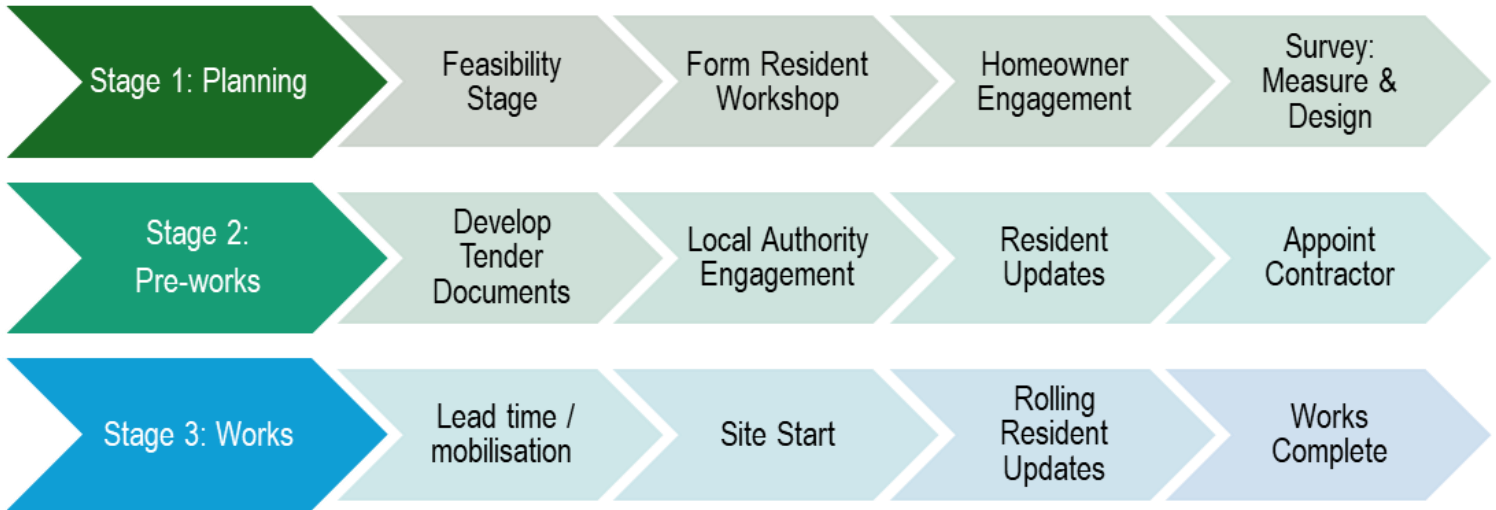 Stage 1: Planning
Feasibility
Stage
Form Resident
Workshop
Homeowner
Engagement
Survey:
Measure &
Design
Stage 2:
Pre-works
Develop
Tender
Documents
Local Authority
Engagement
Resident
Updates
Appoint
Contractor
Stage 3: Works
Lead time /
mobilisation
Site Start
Rolling
Resident
Updates
Works
Complete